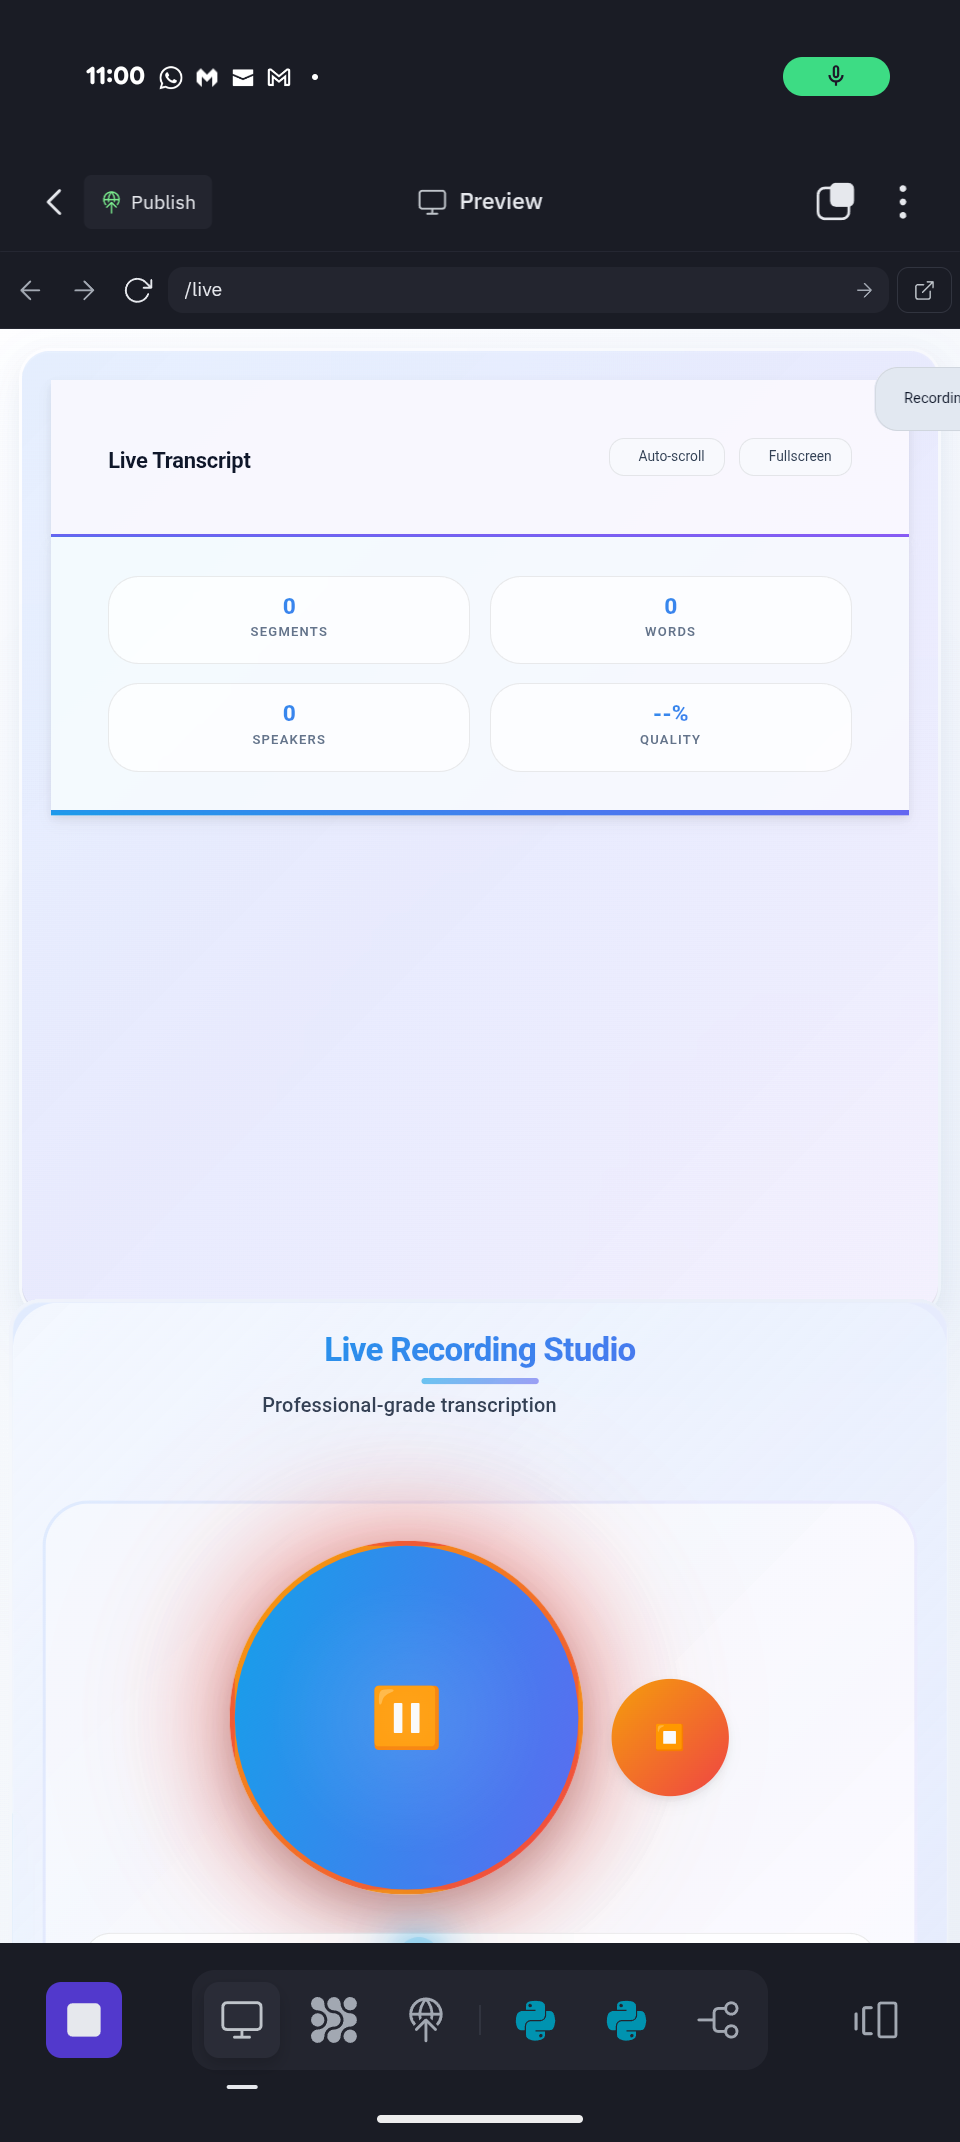 11:00
Publish
Preview
/live
Recordin
Live Transcript
Auto-scroll
Fullscreen
0
SEGMENTS
0
WORDS
0
SPEAKERS
--%
QUALITY
Live Recording Studio
Professional-grade transcription